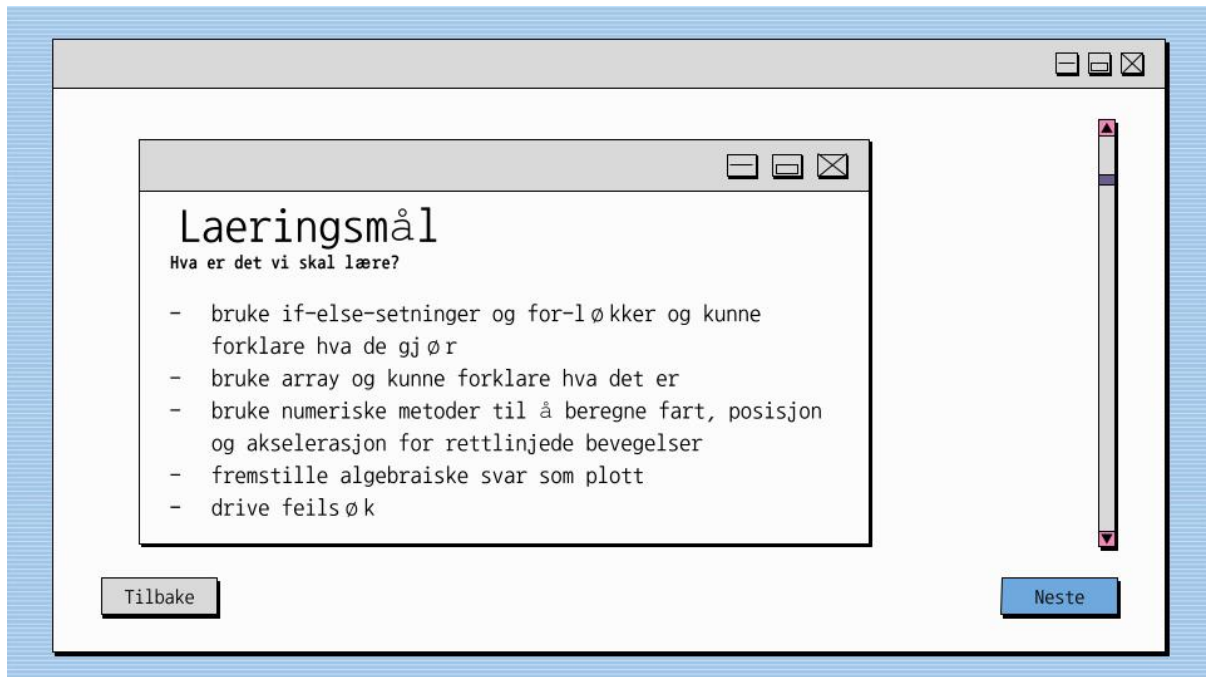 Laeringsmål
Hva er det vi skal lære?
- bruke if-else-setninger og for-løkker og kunne
forklare hva de gjør
- bruke array og kunne forklare hva det er
- bruke numeriske metoder til å beregne fart, posisjon
og akselerasjon for rettlinjede bevegelser
- fremstille algebraiske svar som plott
- drive feilsøk
Tilbake
Neste